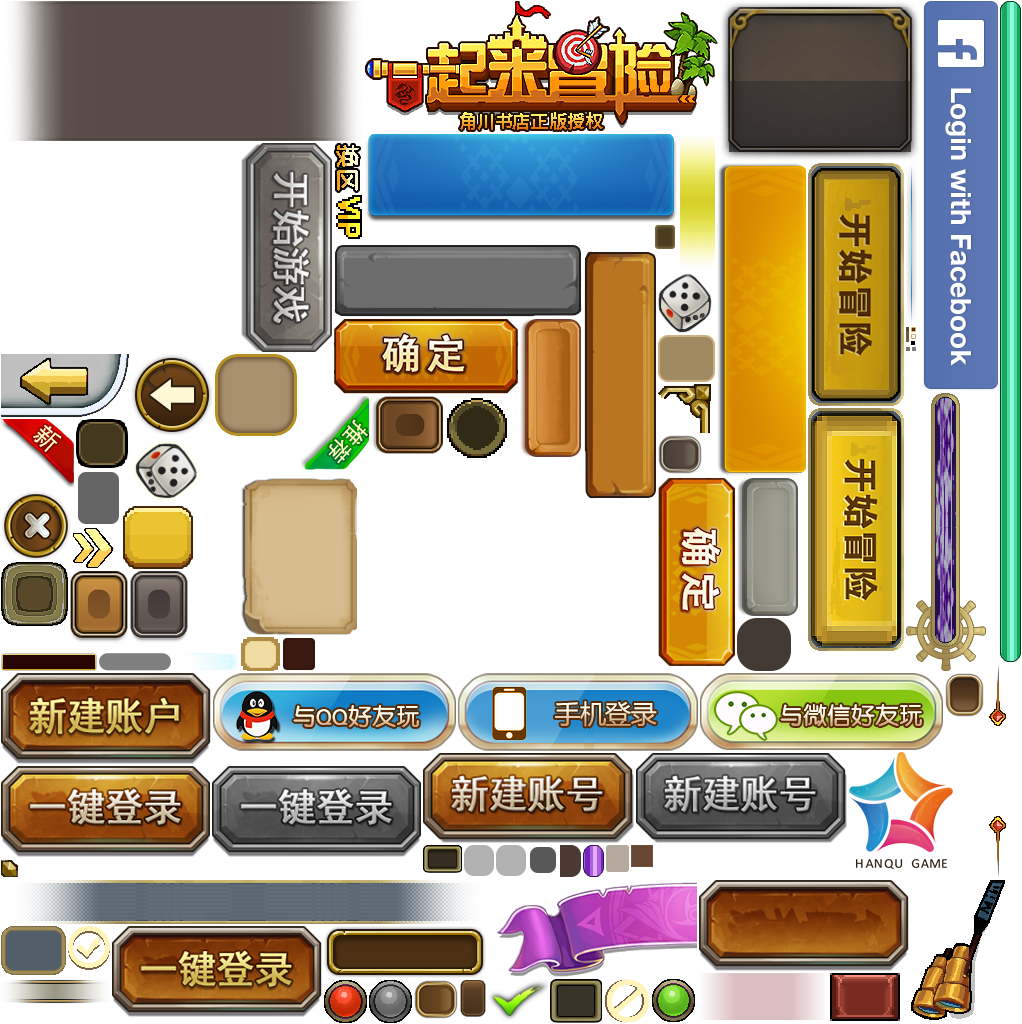 一起来冒险
角川书店正版授权
Login with Facebook
按区
VIP
开始游戏
开始冒险
确定
推荐
新
开始冒险
确定
新建账户
与QQ好友玩
手机登录
与微信好友玩
一键登录
一键登录
新建账号
新建账号
HANQU GAME
一键登录